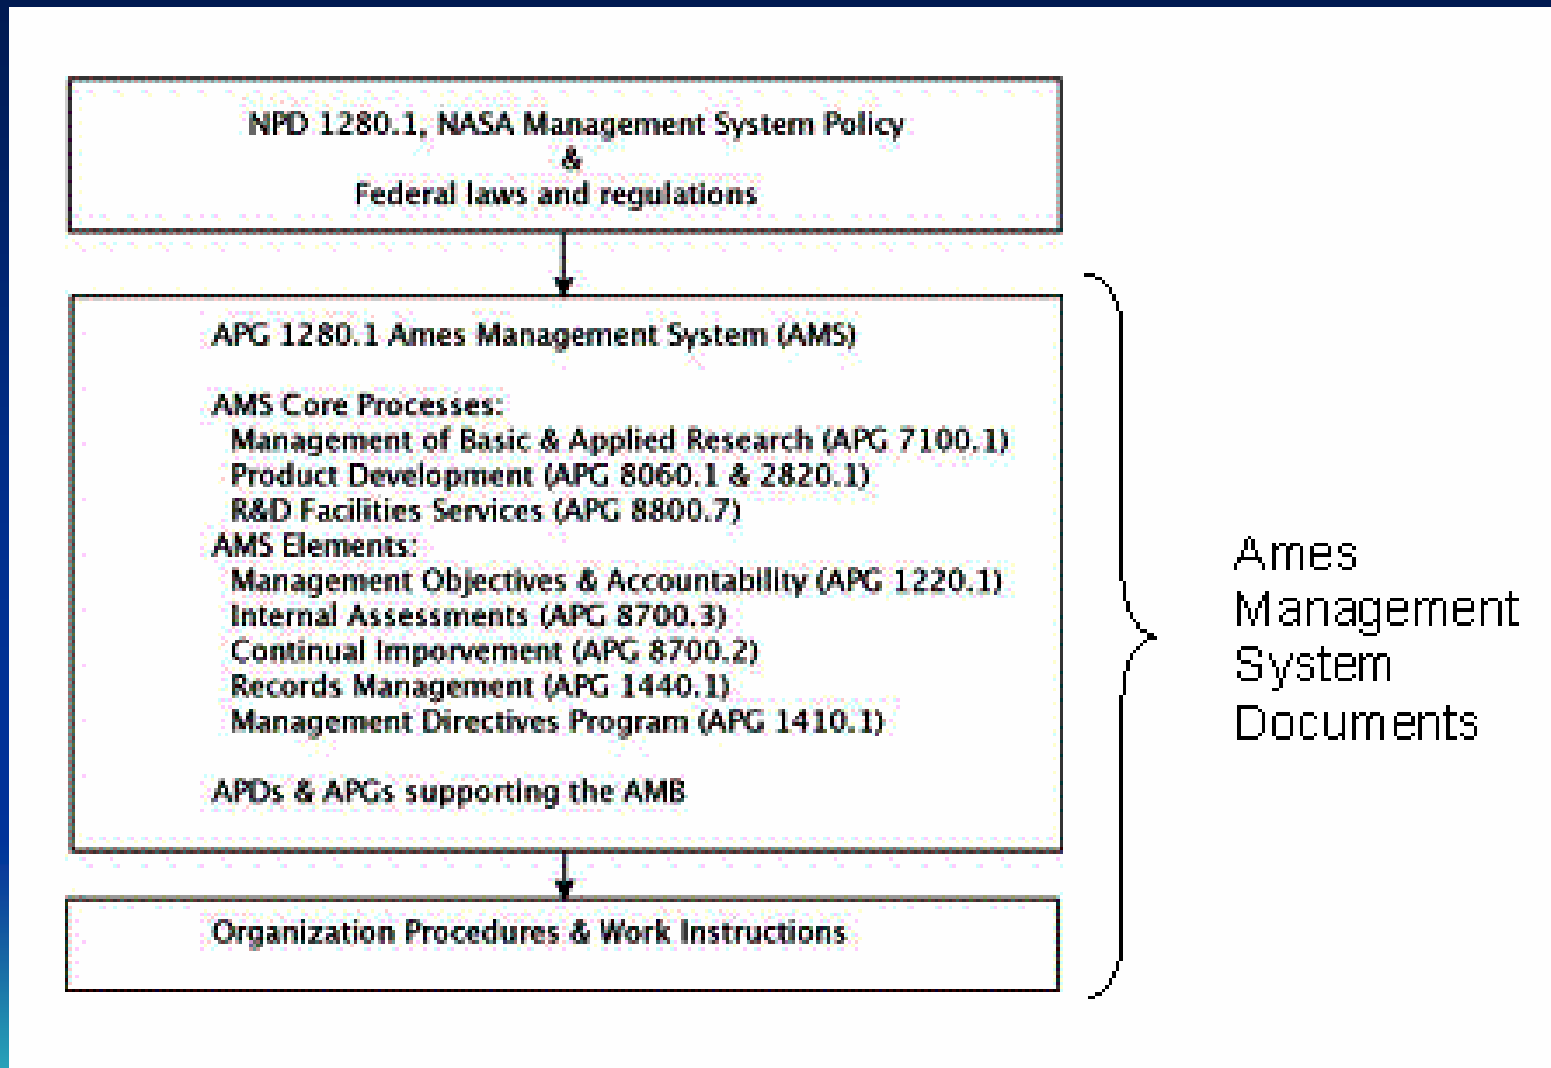 NPD 1280.1, NASA Management System Policy
&
Federal laws and regulations
APG 1280.1 Ames Management System (AMS)
AMS Core Processes:
Management of Basic & Applied Research (APG 7100.1)
Product Development (APG 8060.1 & 2820.1)
R&D Facilities Services (APG 8800.7)
AMS Elements:
Management Objectives & Accountability (APG 1220.1)
Internal Assessments (APG 8700.3)
Continual Imporvement (APG 8700.2)
Records Management (APG 1440.1)
Management Directives Program (APG 1410.1)
APDs & APGs supporting the AMB
Organization Procedures & Work Instructions
Ames
Management
System
Documents